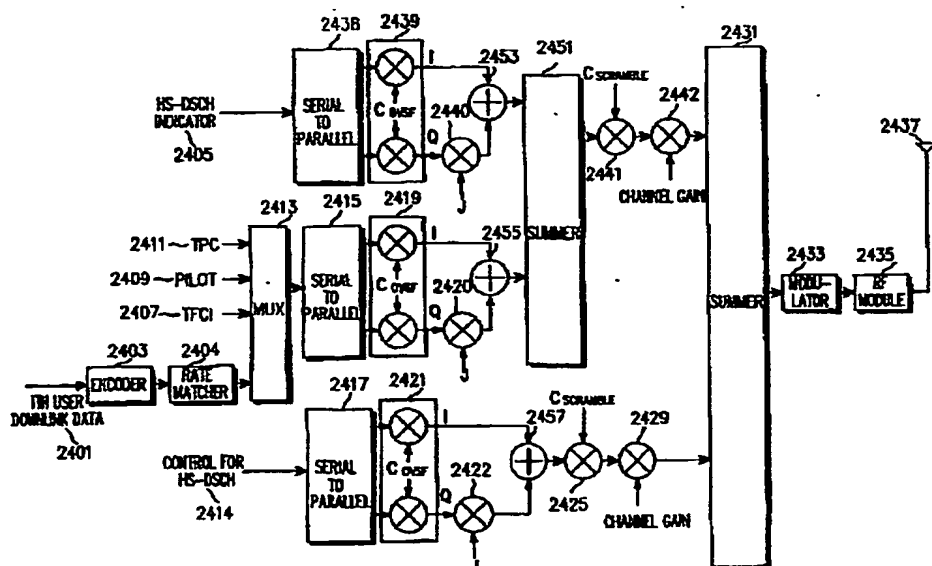 2438 2439 2453 2451 2431
I
HS-DSCH
INDICATOR
2405
SERIAL
TO
PARALLEL
C OVSF
2440
Q
j
C SCRAMBLE
2442
2441
CHANNEL GAIN
2437
2413 2415 2419 2455
I
2411 TPC
2409 PILOT
2407 TFCI
MUX
SERIAL
TO
PARALLEL
C OVSF
2420
Q
j
SUMMER
SUMMER
2433 2435
MODU-
LATOR
RF
MODULE
2403 2404
ENCODER
RATE
MATCHER
DOWNLINK DATA
2401
2417 2421 2457
I
C SCRAMBLE
2429
CONTROL FOR
HS-DSCH
2414
SERIAL
TO
PARALLEL
C OVSF
2422
Q
2425
CHANNEL GAIN